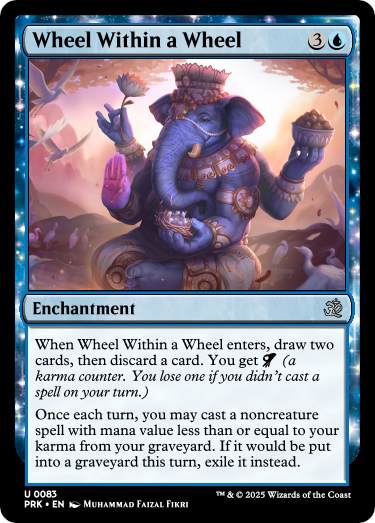 Wheel Within a Wheel 3
Enchantment
When Wheel Within a Wheel enters, draw two
cards, then discard a card. You get (a
karma counter. You lose one if you didn't cast a
spell on your turn.)
Once each turn, you may cast a noncreature
spell with mana value less than or equal to your
karma from your graveyard. If it would be put
into a graveyard this turn, exile it instead.
U 0083
PRK • EN Muhammad Faizal Fikri
™ & © 2025 Wizards of the Coast